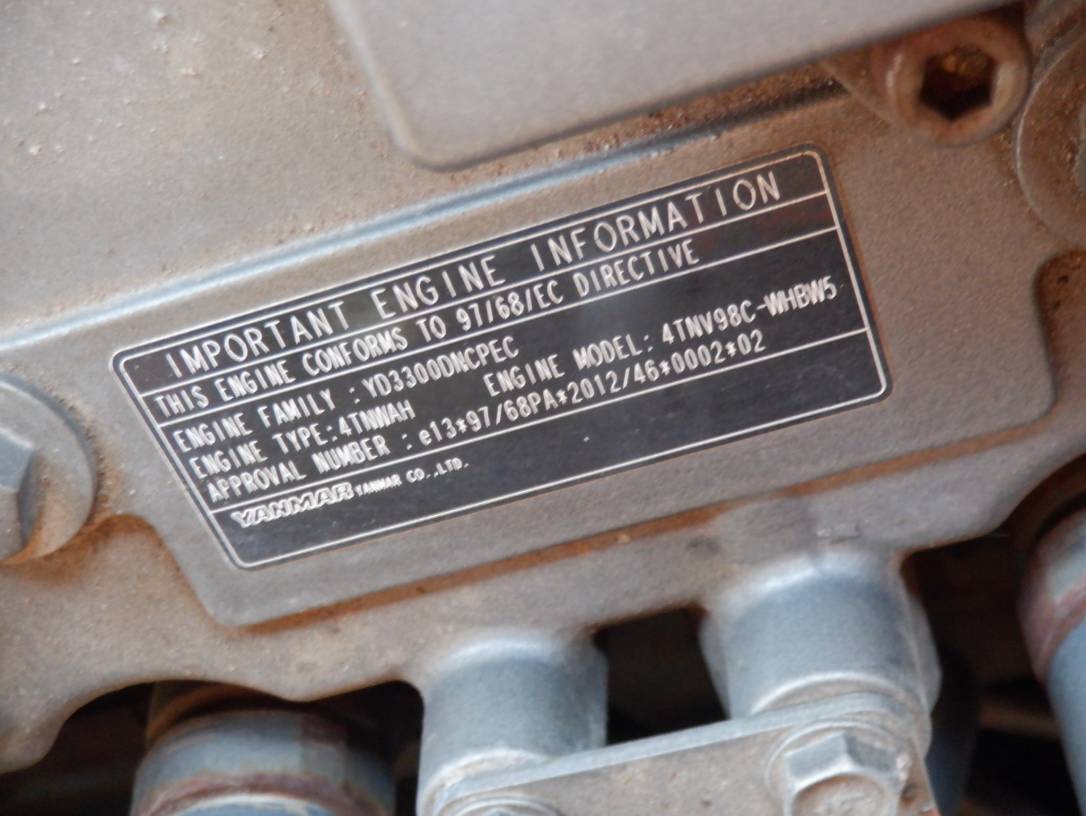 IMPORTANT ENGINE INFORMATION
THIS ENGINE CONFORMS TO 97/68/EC DIRECTIVE
ENGINE FAMILY : YD3300DNCPEC
ENGINE TYPE:4TNWAH ENGINE MODEL: 4TNV98C-WHBW5
APPROVAL NUMBER : e13*97/68PA*2012/46*0002*02
YANMAR YANMAR CO.,LTD.